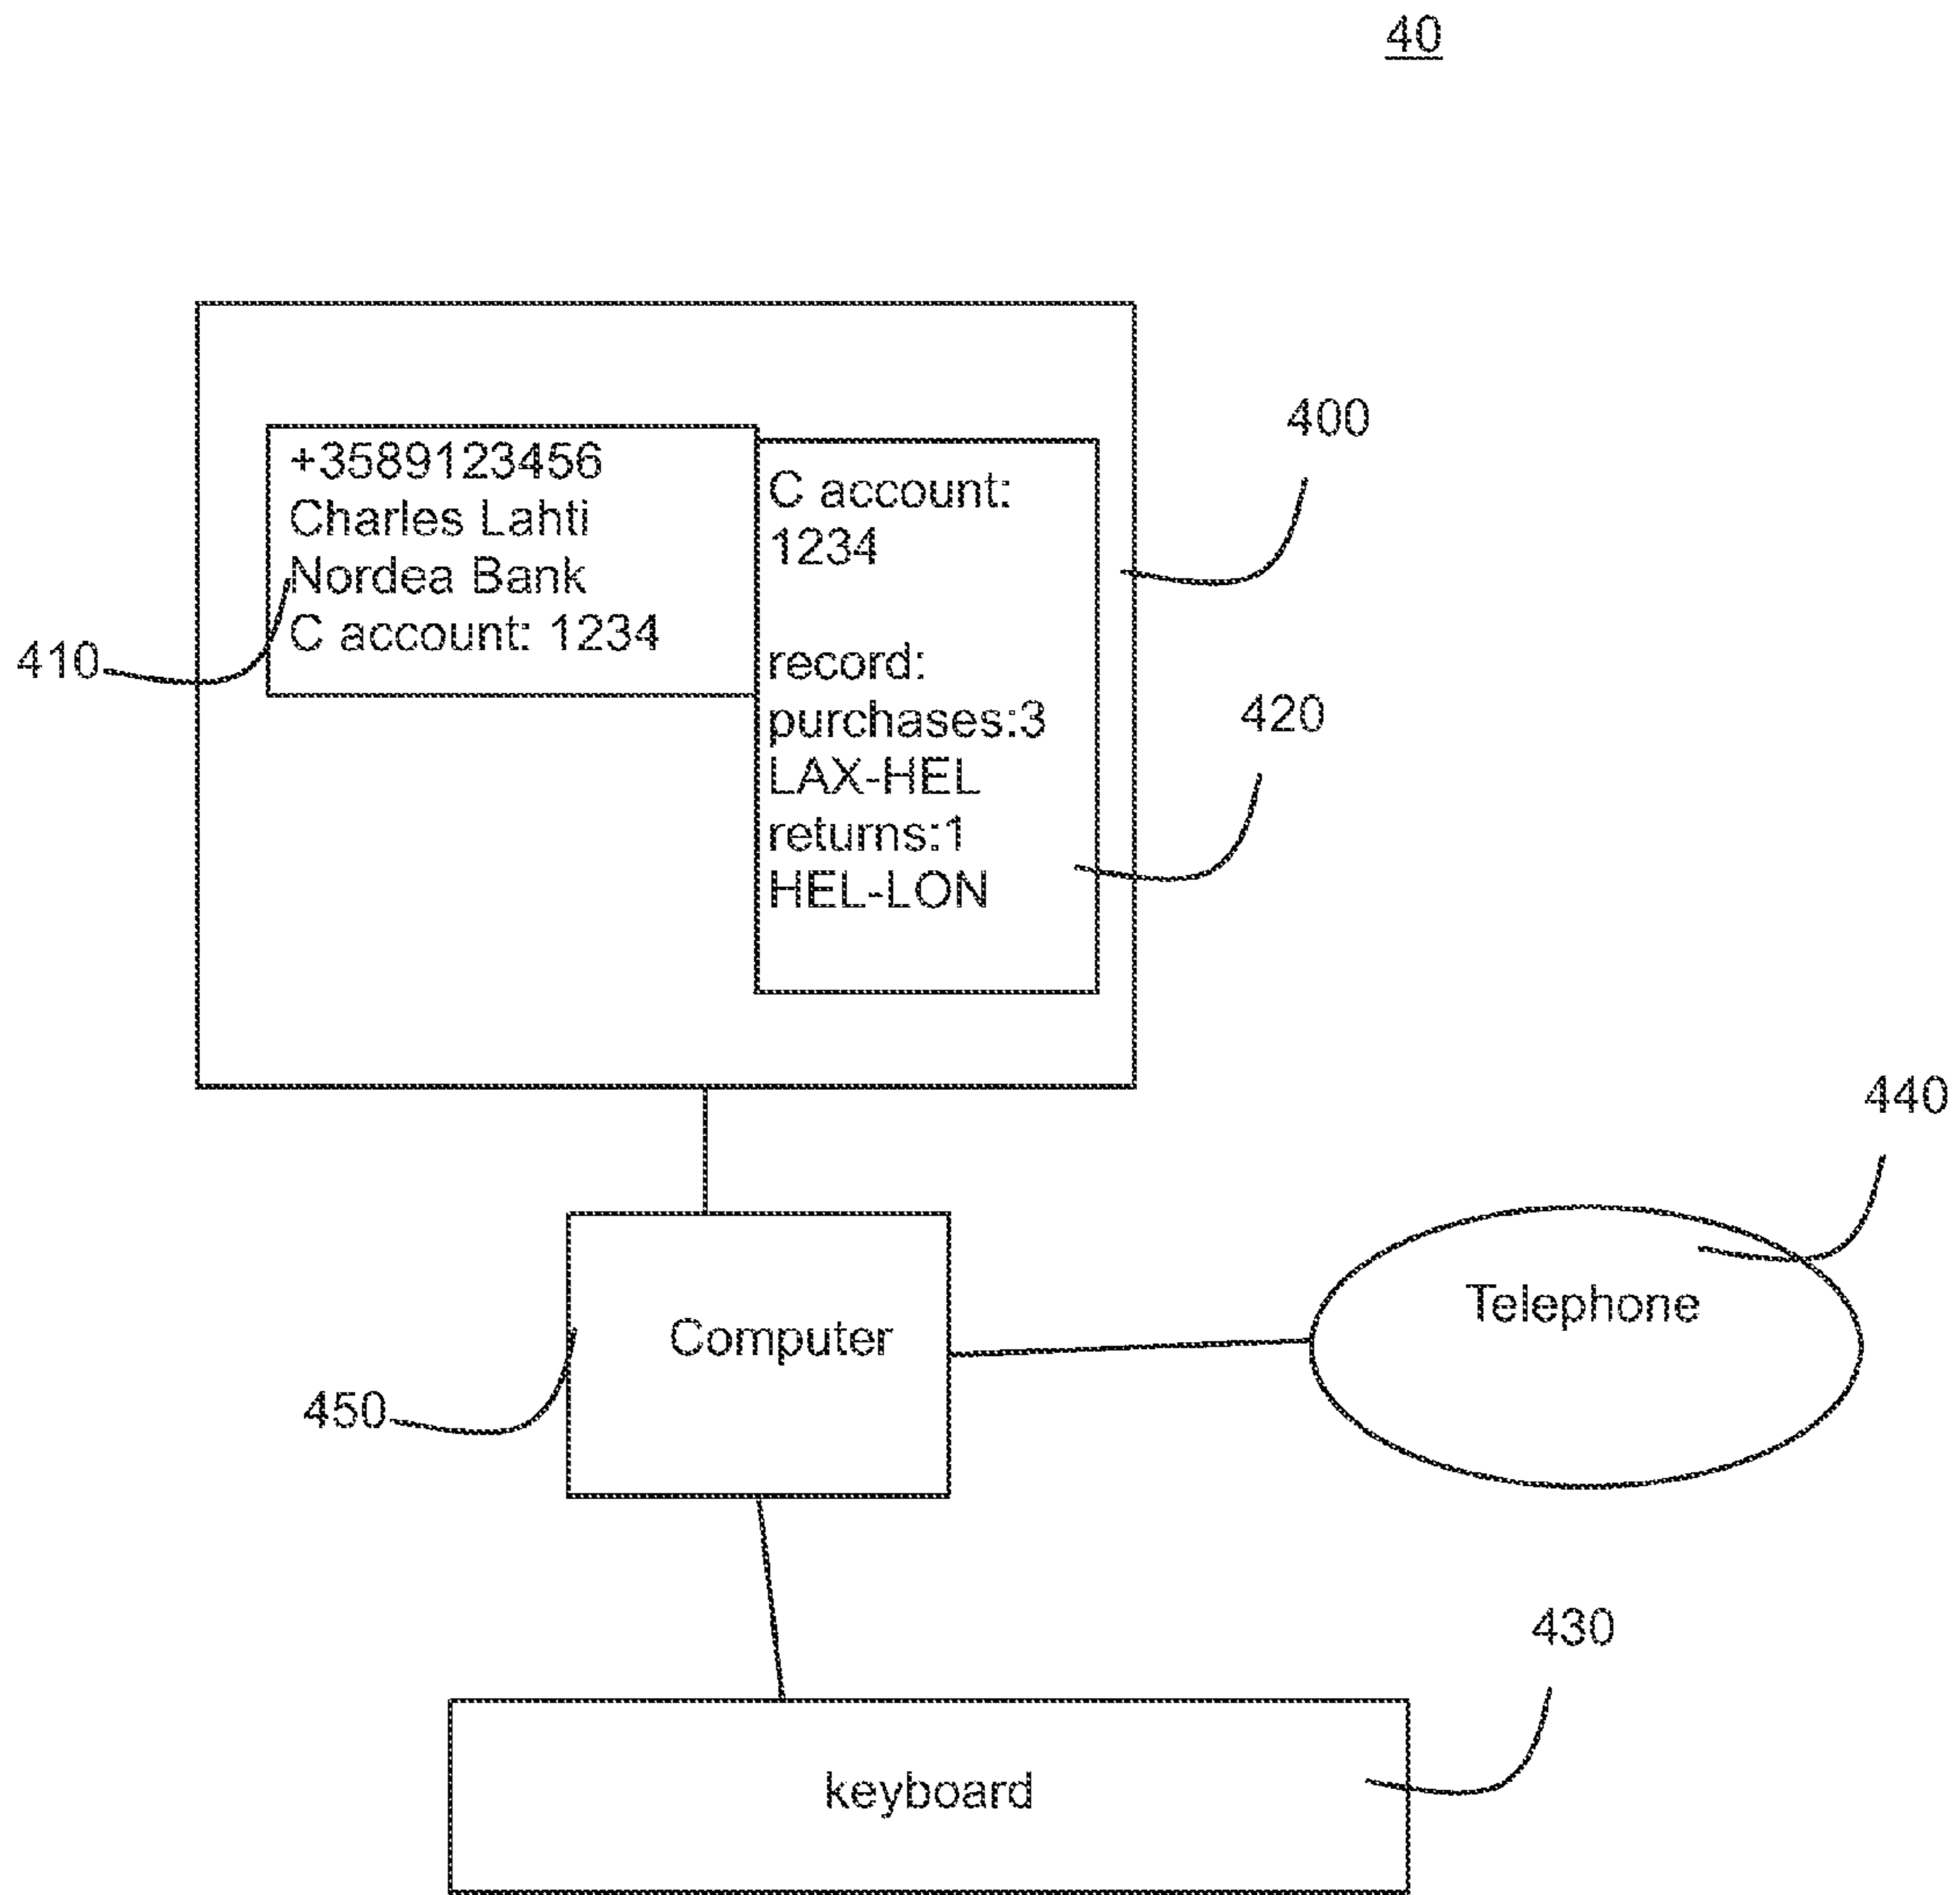 40
+3589123456
Charles Lahti
Nordea Bank
C account: 1234
C account:
1234
record:
purchases:3
LAX-HEL
returns:1
HEL-LON
400
410
420
440
Telephone
Computer
450
430
keyboard